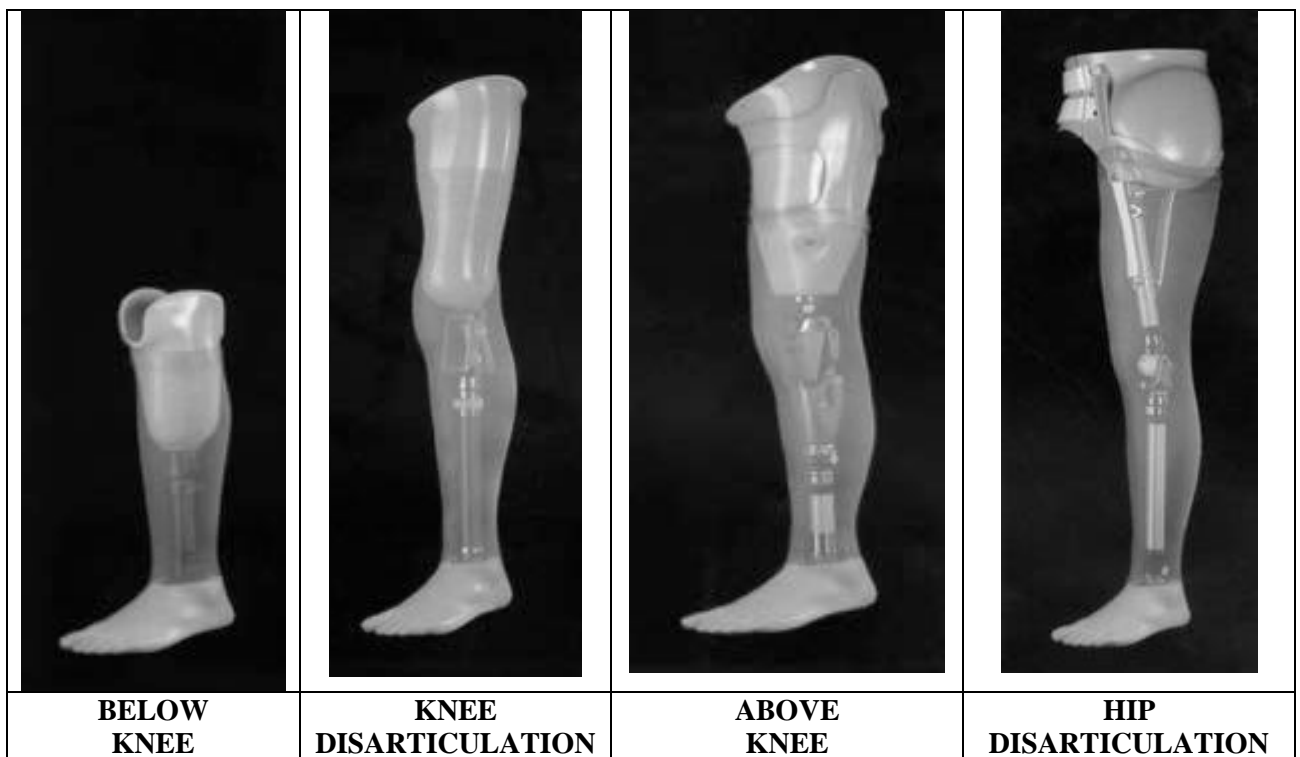 BELOW
KNEE
KNEE
DISARTICULATION
ABOVE
KNEE
HIP
DISARTICULATION